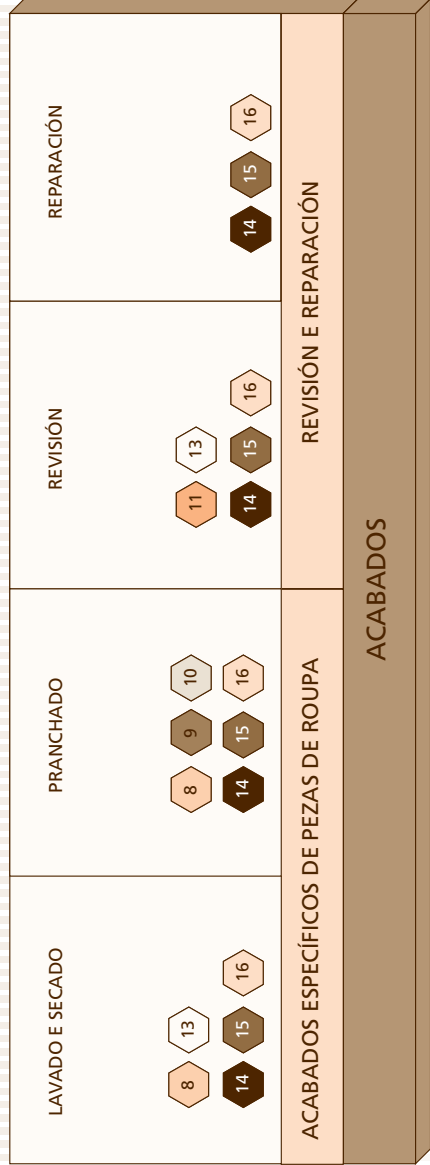 LAVADO E SECADO
8 13
14 15 16
PRANCHADO
8 9 10
14 15 16
REVISIÓN
11 13
14 15 16
REPARACIÓN
14 15 16
ACABADOS ESPECÍFICOS DE PEZAS DE ROUPA
REVISIÓN E REPARACIÓN
ACABADOS